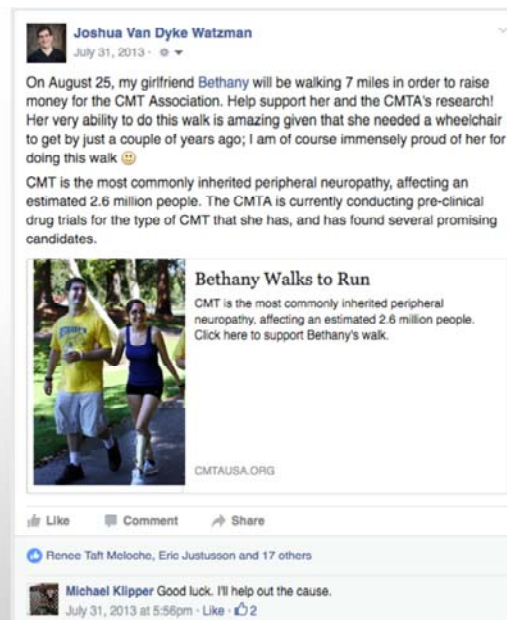 Joshua Van Dyke Watzman
July 31, 2013 ·
On August 25, my girlfriend Bethany will be walking 7 miles in order to raise
money for the CMT Association. Help support her and the CMTA's research!
Her very ability to do this walk is amazing given that she needed a wheelchair
to get by just a couple of years ago; I am of course immensely proud of her for
doing this walk 🙂
CMT is the most commonly inherited peripheral neuropathy, affecting an
estimated 2.6 million people. The CMTA is currently conducting pre-clinical
drug trials for the type of CMT that she has, and has found several promising
candidates.
Bethany Walks to Run
CMT is the most commonly inherited peripheral
neuropathy, affecting an estimated 2.6 million people.
Click here to support Bethany's walk.
CMTAUSA.ORG
Like Comment Share
Renee Taft Meloche, Eric Justusson and 17 others
Michael Klipper Good luck. I'll help out the cause.
July 31, 2013 at 5:56pm · Like · 2